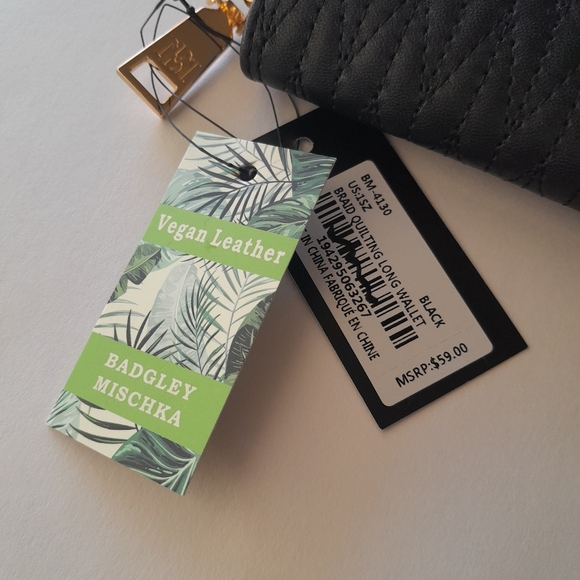 Vegan Leather
BADGLEY
MISCHKA
BM-4130
US:1SZ
BLACK
BRAID QUILTING LONG WALLET
194295063267
IN CHINA FABRIQUE EN CHINE
MSRP:$59.00